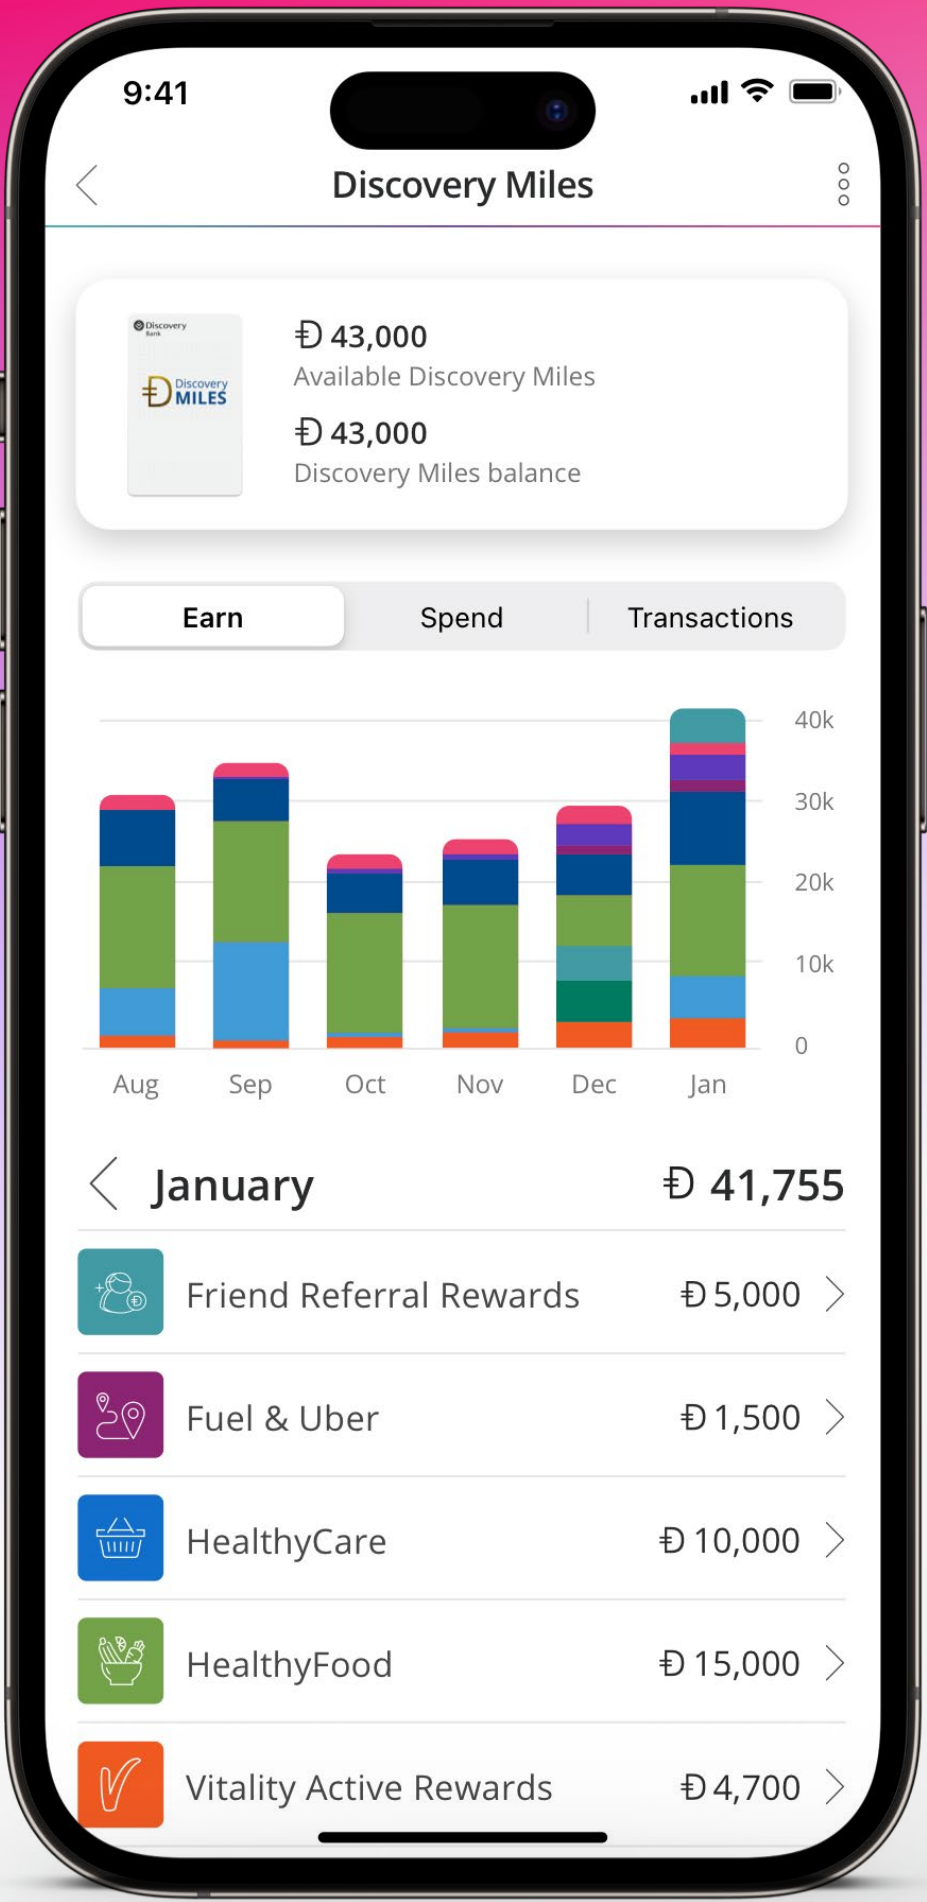 9:41
Discovery Miles
Discovery
Bank
Discovery
MILES
Đ 43,000
Available Discovery Miles
Đ 43,000
Discovery Miles balance
Earn Spend Transactions
40k
30k
20k
10k
0
Aug Sep Oct Nov Dec Jan
January Đ 41,755
Friend Referral Rewards Đ 5,000
Fuel & Uber Đ 1,500
HealthyCare Đ 10,000
HealthyFood Đ 15,000
Vitality Active Rewards Đ 4,700